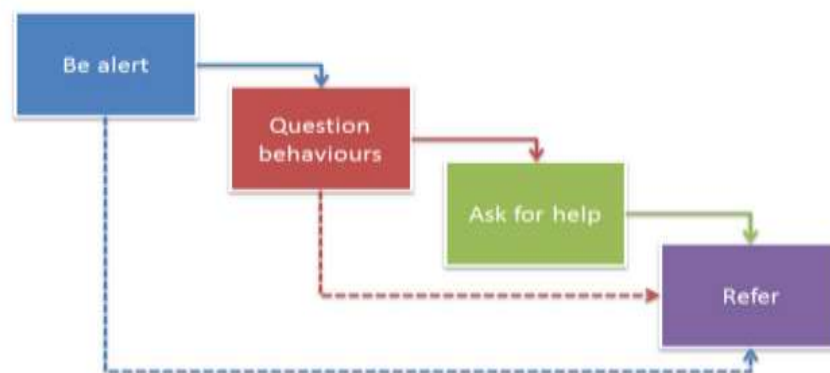 Be alert
Question
behaviours
Ask for help
Refer